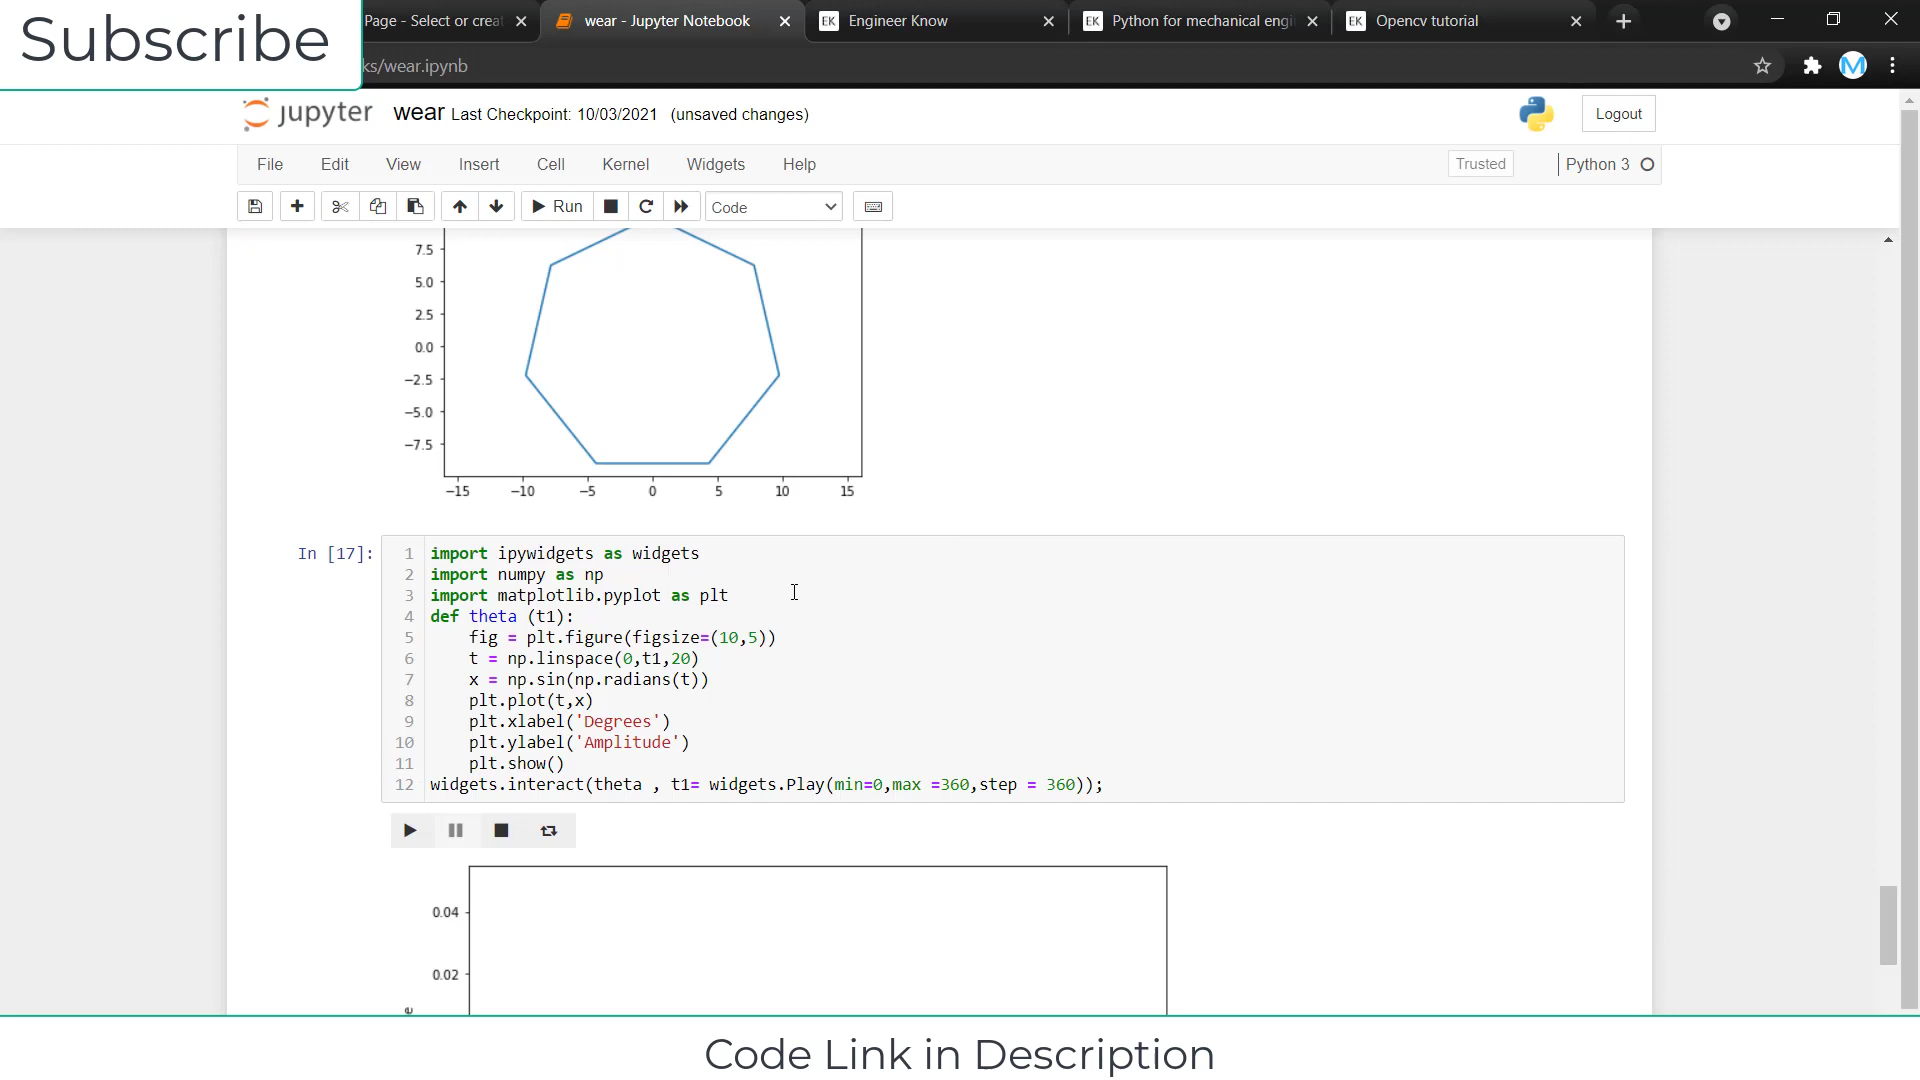 Subscribe
Page - Select or creat
wear - Jupyter Notebook
EK Engineer Know
EK Python for mechanical engi
EK Opencv tutorial
ks/wear.ipynb
M
jupyter wear Last Checkpoint: 10/03/2021 (unsaved changes)
Logout
File Edit View Insert Cell Kernel Widgets Help
Trusted
Python 3
Run
Code
7.5
5.0
2.5
0.0
−2.5
−5.0
−7.5
−15 −10 −5 0 5 10 15
In [17]:
1 import ipywidgets as widgets
2 import numpy as np
3 import matplotlib.pyplot as plt
4 def theta (t1):
5 fig = plt.figure(figsize=(10,5))
6 t = np.linspace(0,t1,20)
7 x = np.sin(np.radians(t))
8 plt.plot(t,x)
9 plt.xlabel('Degrees')
10 plt.ylabel('Amplitude')
11 plt.show()
12 widgets.interact(theta , t1= widgets.Play(min=0,max =360,step = 360));
0.04
0.02
e
Code Link in Description